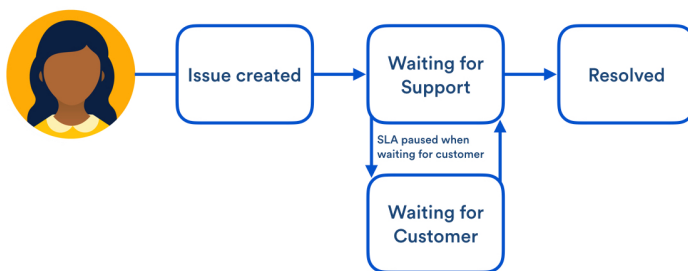 Issue created
Waiting for
Support
Resolved
SLA paused when
waiting for customer
Waiting for
Customer